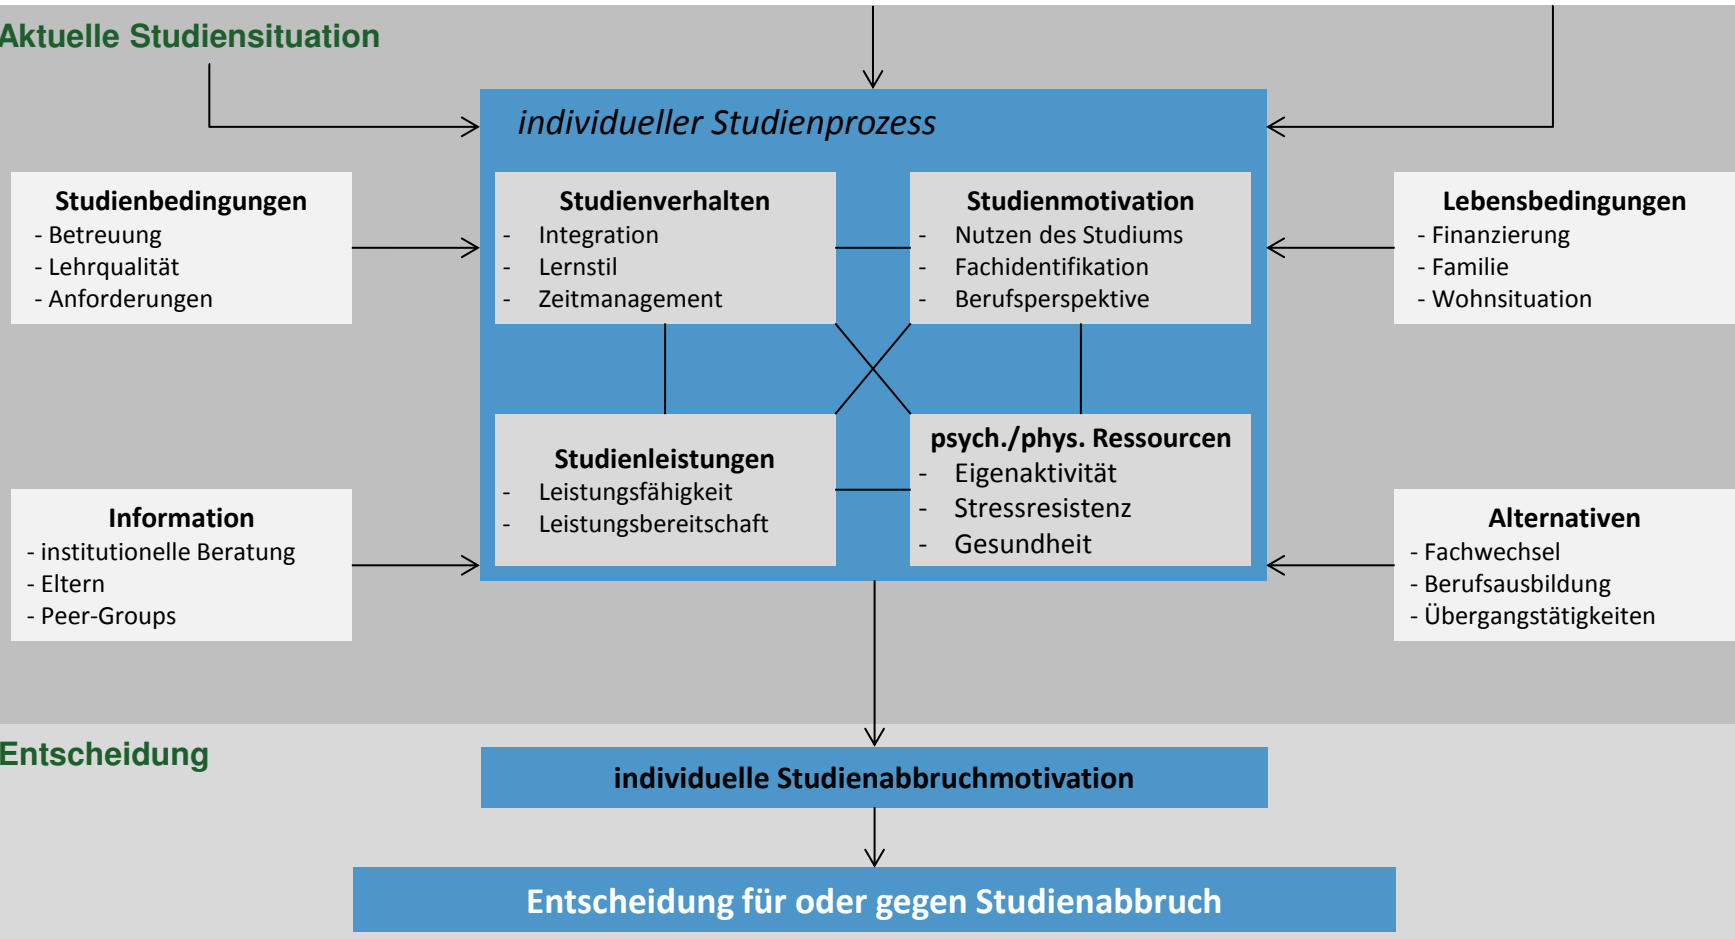 Aktuelle Studiensituation
individueller Studienprozess
Studienbedingungen
- Betreuung
- Lehrqualität
- Anforderungen
Studienverhalten
- Integration
- Lernstil
- Zeitmanagement
Studienmotivation
- Nutzen des Studiums
- Fachidentifikation
- Berufsperspektive
Lebensbedingungen
- Finanzierung
- Familie
- Wohnsituation
Information
- institutionelle Beratung
- Eltern
- Peer-Groups
Studienleistungen
- Leistungsfähigkeit
- Leistungsbereitschaft
psych./phys. Ressourcen
- Eigenaktivität
- Stressresistenz
- Gesundheit
Alternativen
- Fachwechsel
- Berufsausbildung
- Übergangstätigkeiten
Entscheidung
individuelle Studienabbruchmotivation
Entscheidung für oder gegen Studienabbruch